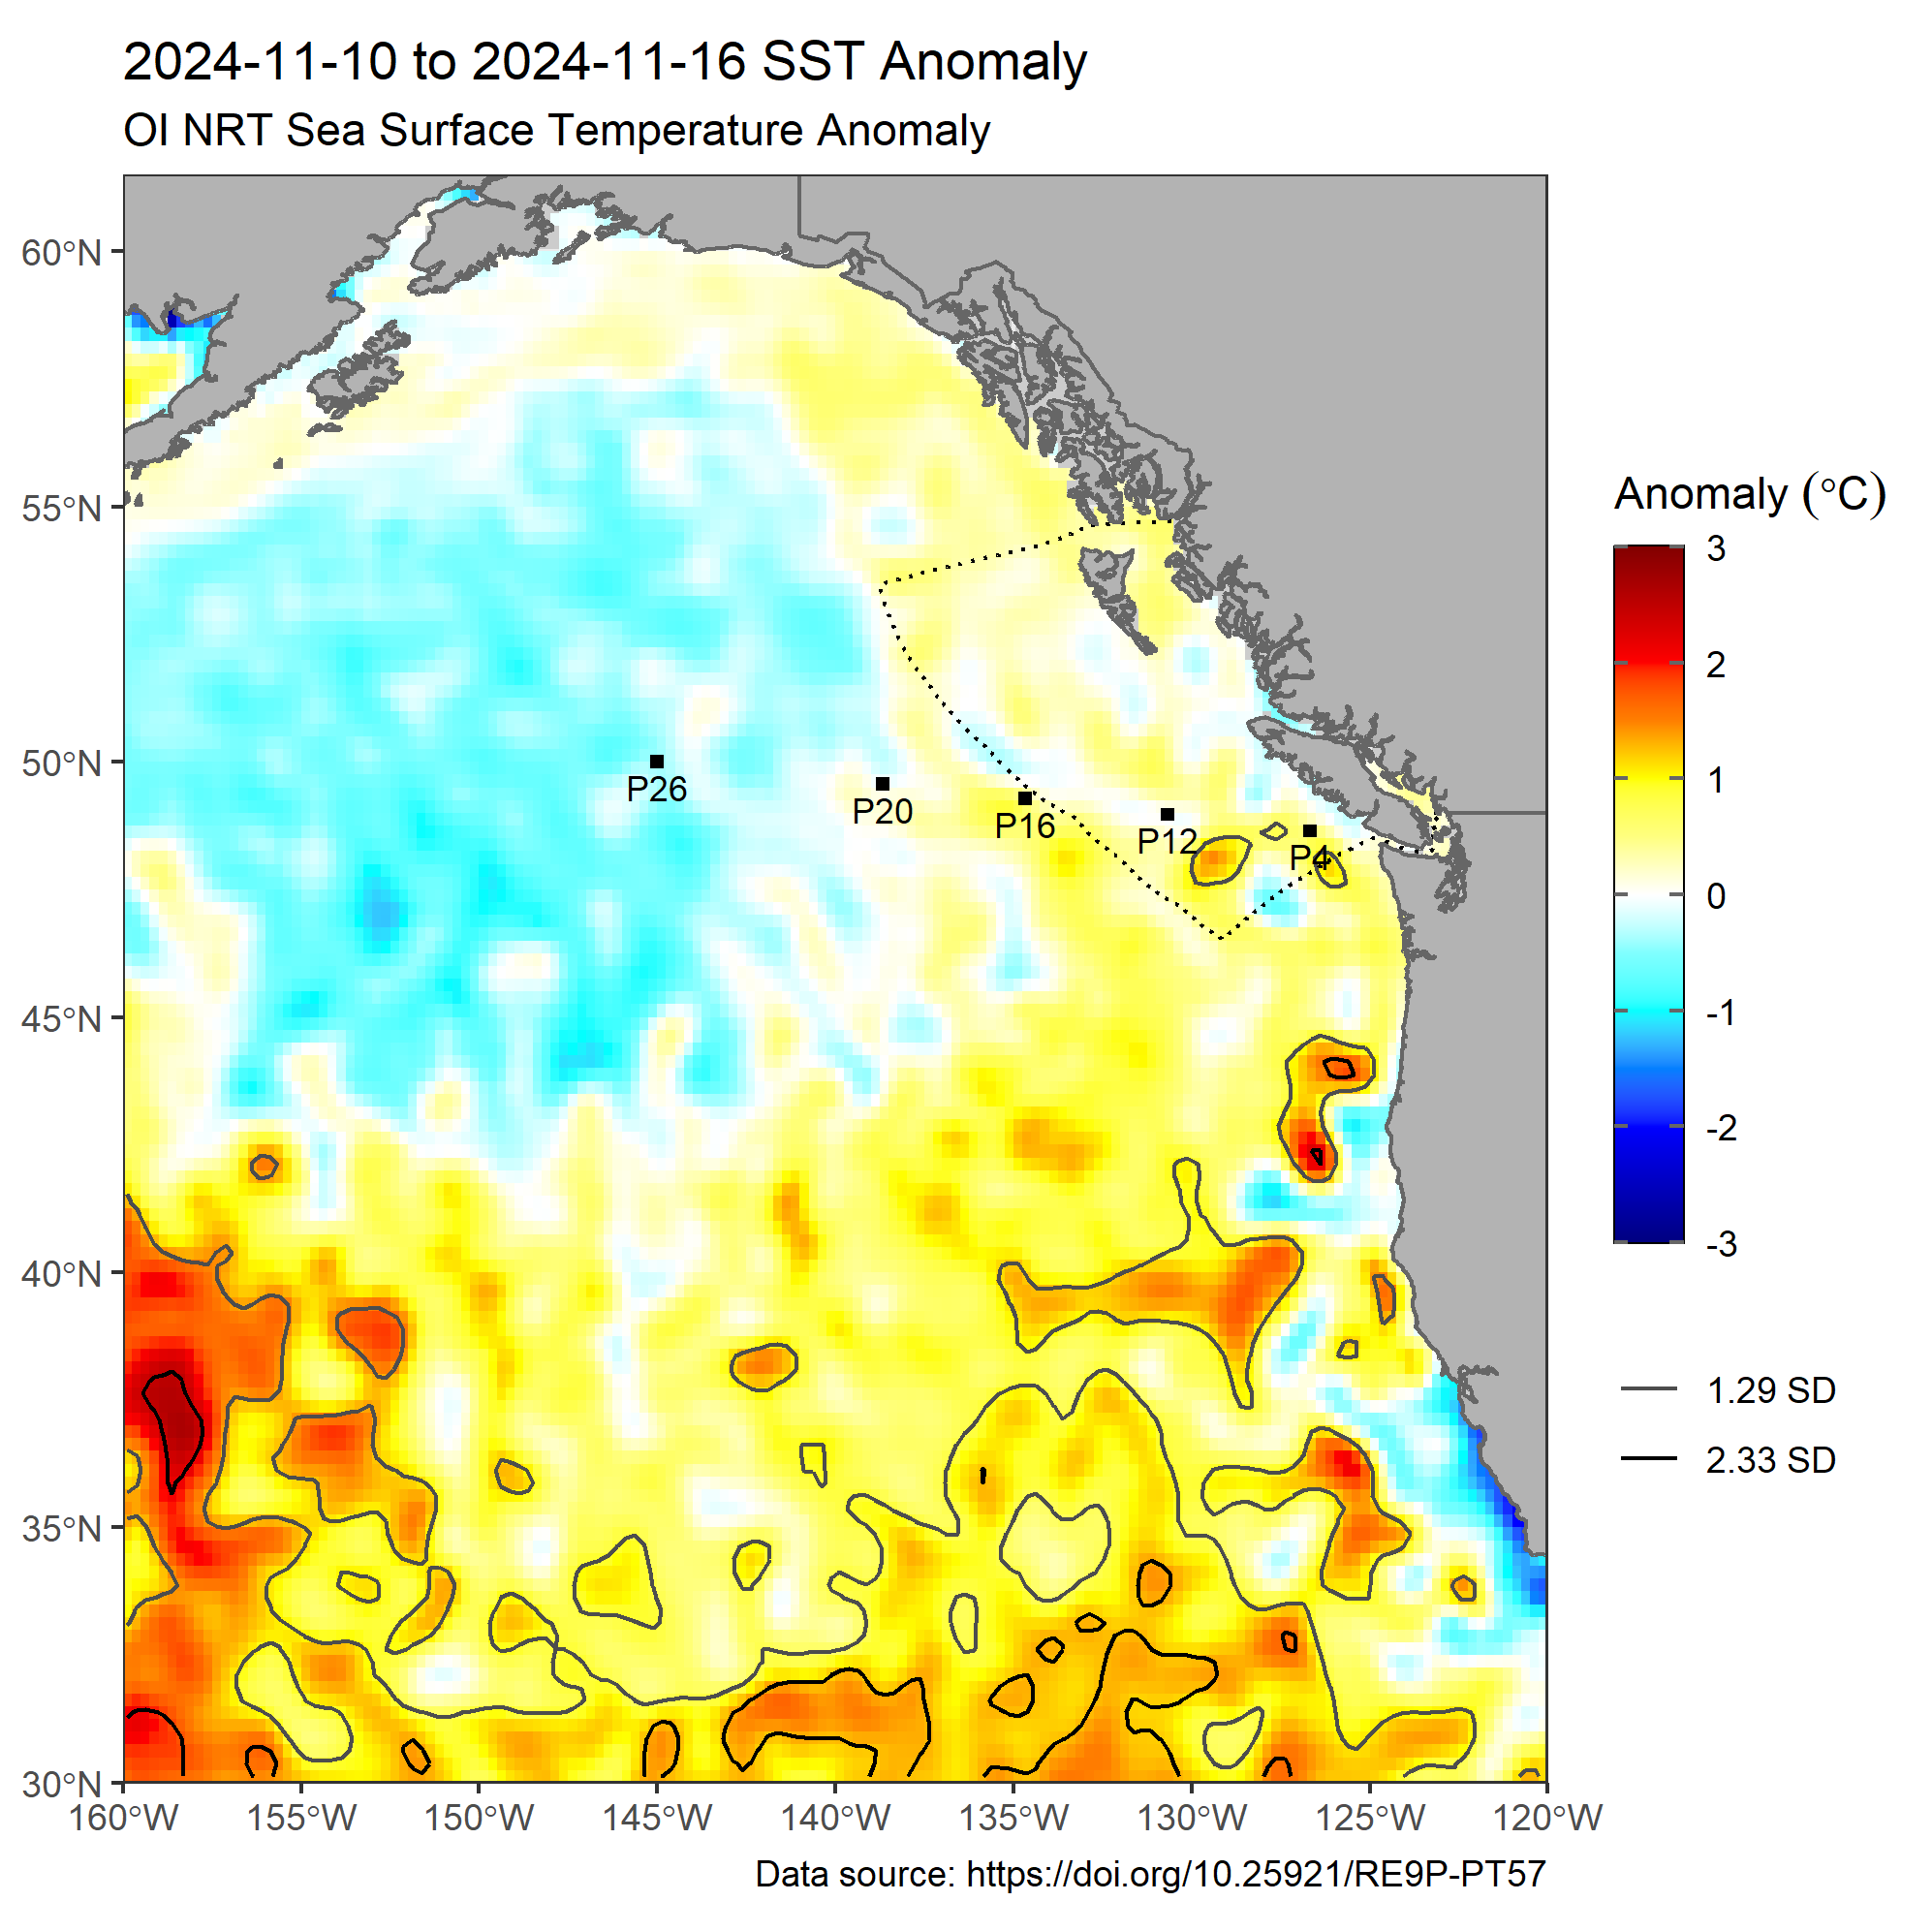 2024-11-10 to 2024-11-16 SST Anomaly
OI NRT Sea Surface Temperature Anomaly
60°N
55°N
50°N
45°N
40°N
35°N
30°N
P26
P20
P16
P12
P4
160°W
155°W
150°W
145°W
140°W
135°W
130°W
125°W
120°W
Anomaly (°C)
3
2
1
0
-1
-2
-3
1.29 SD
2.33 SD
Data source: https://doi.org/10.25921/RE9P-PT57